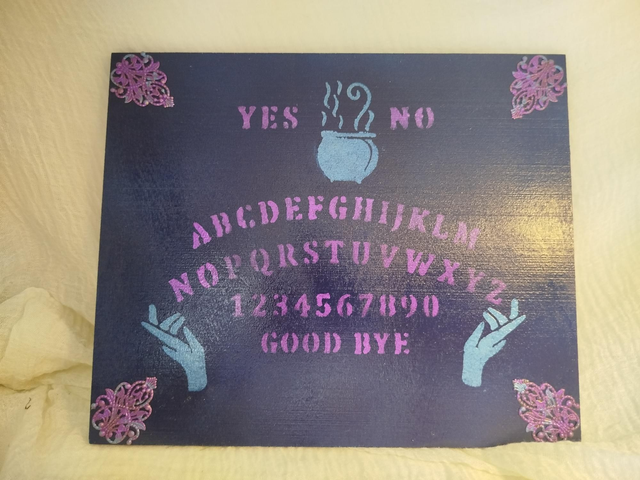 YES NO
ABCDEFGHIJKLM
NOPQRSTUVWXYZ
1234567890
GOOD BYE